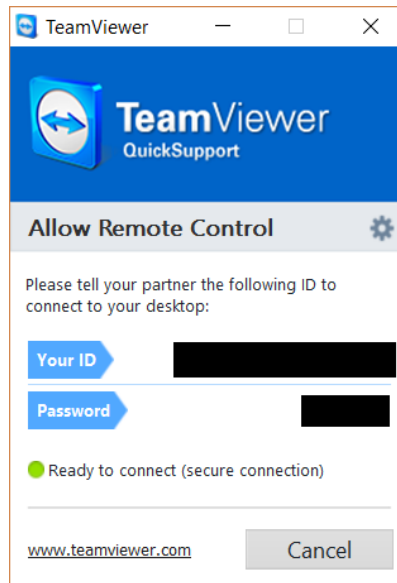 TeamViewer
TeamViewer
QuickSupport
Allow Remote Control
Please tell your partner the following ID to
connect to your desktop:
Your ID
Password
Ready to connect (secure connection)
www.teamviewer.com
Cancel